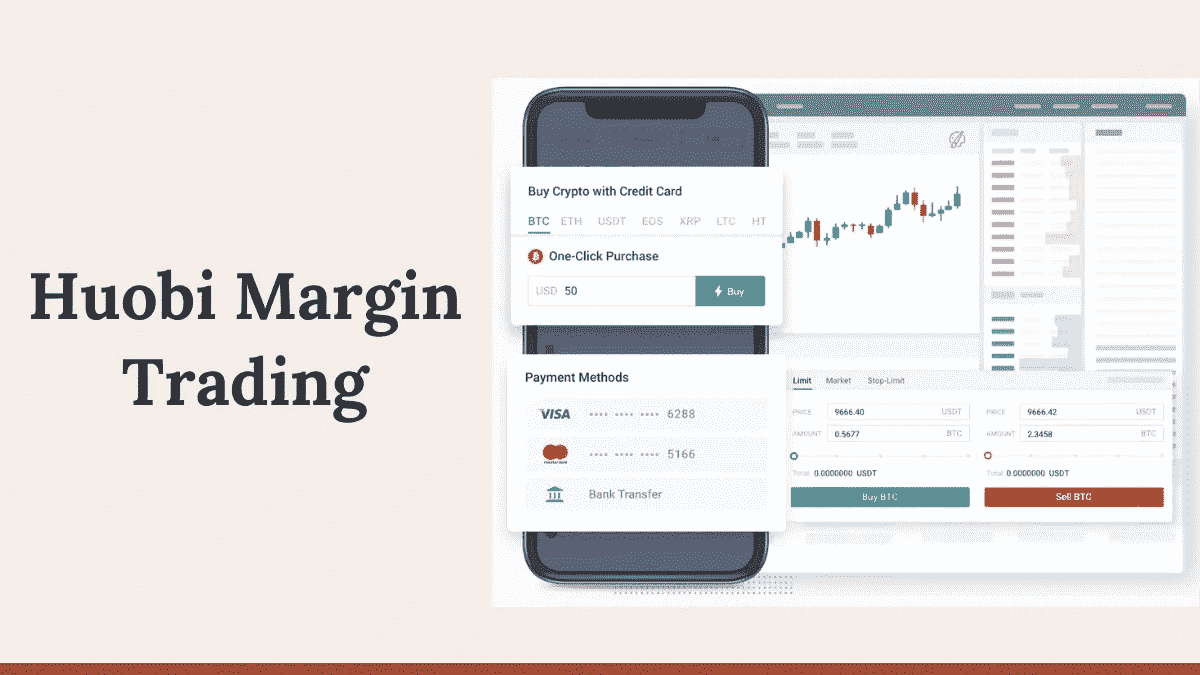 Huobi Margin
Trading
Buy Crypto with Credit Card
BTC ETH USDT EOS XRP LTC HT
One-Click Purchase
USD 50
Buy
Payment Methods
VISA •••• •••• •••• 6288
•••• •••• •••• 5166
Bank Transfer
Limit Market Stop-Limit
PRICE 9666.40 USDT
AMOUNT 0.5677 BTC
Total 0.0000000 USDT
Buy BTC
PRICE 9666.42 USDT
AMOUNT 2.3458 BTC
Total 0.0000000 USDT
Sell BTC